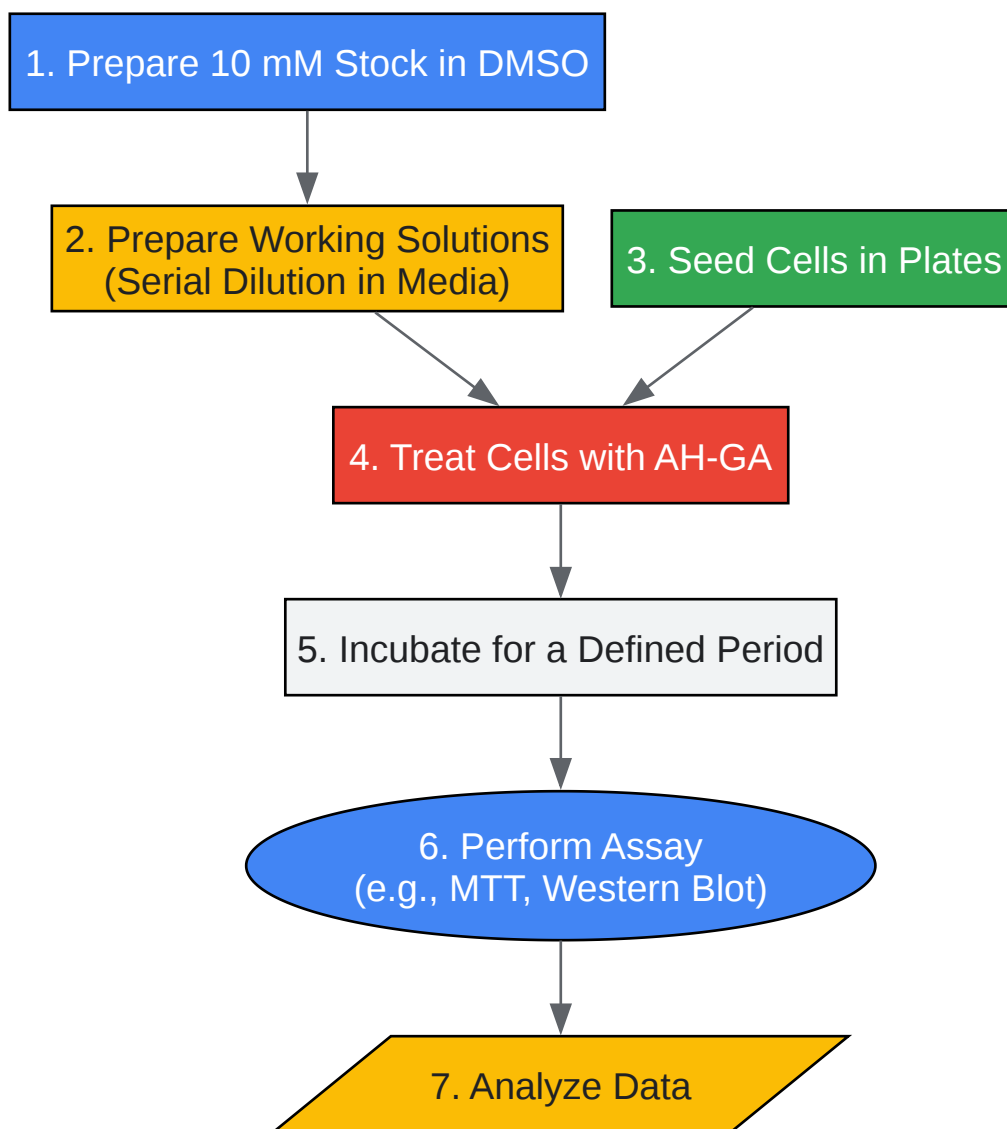 1. Prepare 10 mM Stock in DMSO
2. Prepare Working Solutions
(Serial Dilution in Media)
3. Seed Cells in Plates
4. Treat Cells with AH-GA
5. Incubate for a Defined Period
6. Perform Assay
(e.g., MTT, Western Blot)
7. Analyze Data